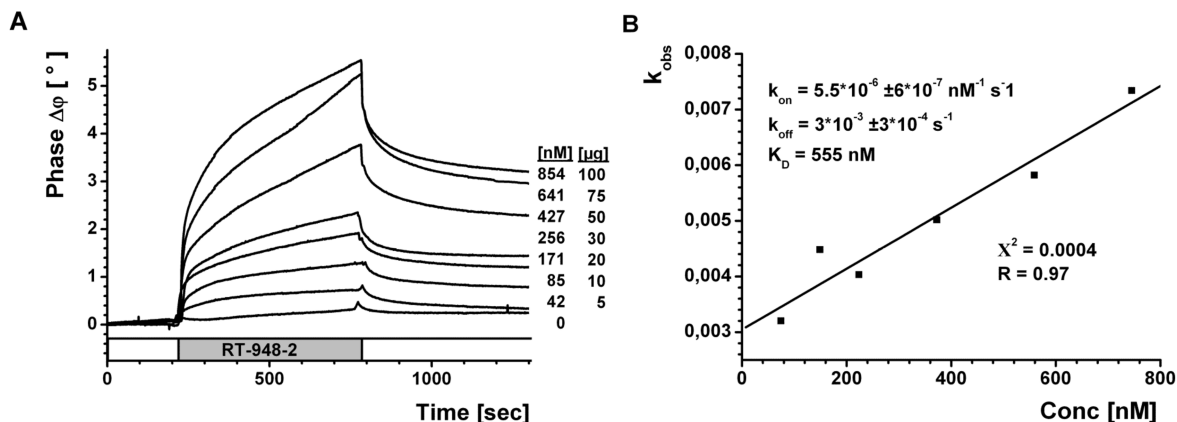 A
Phase Δφ [ ° ]
5
4
3
2
1
0
[nM] [µg]
854 100
641 75
427 50
256 30
171 20
85 10
42 5
0
RT-948-2
0 500 1000
Time [sec]
B
k_obs
0,008
0,007
0,006
0,005
0,004
0,003
k_on = 5.5*10^-6 ±6*10^-7 nM^-1 s^-1
k_off = 3*10^-3 ±3*10^-4 s^-1
K_D = 555 nM
X^2 = 0.0004
R = 0.97
0 200 400 600 800
Conc [nM]